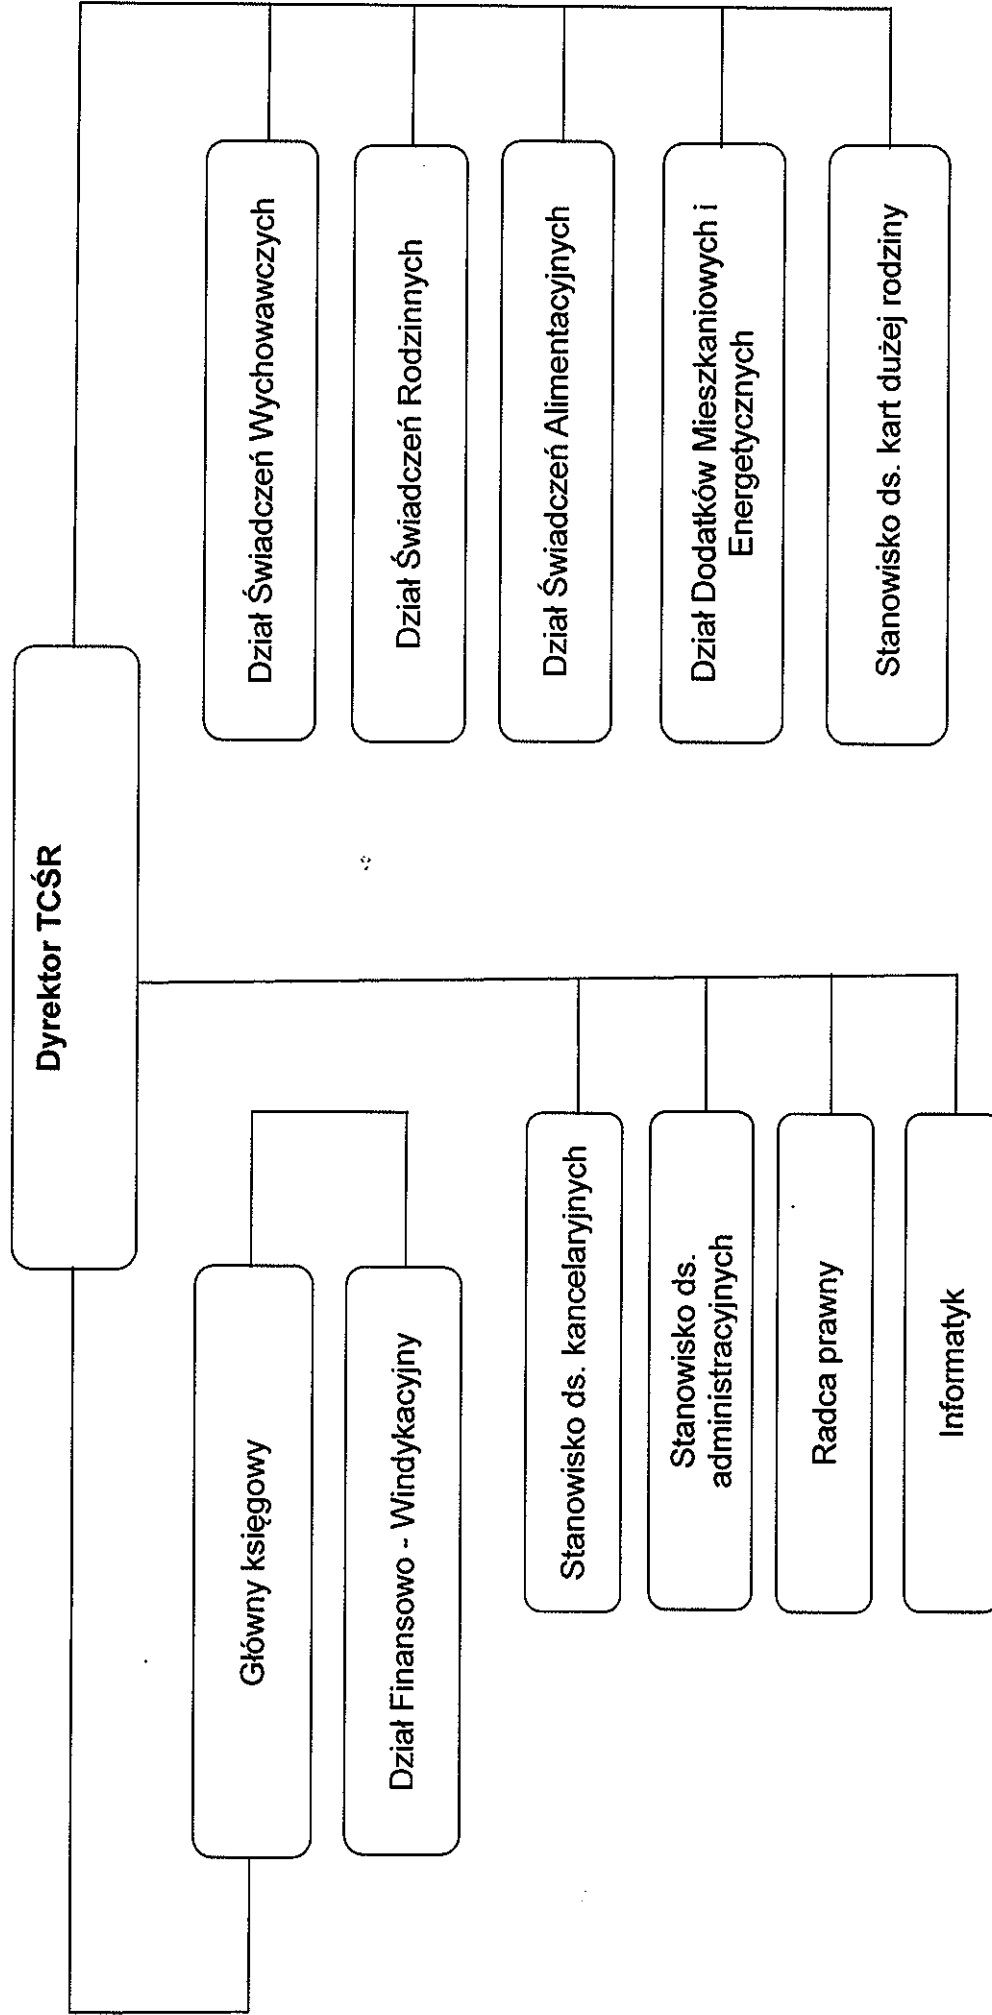 Dyrektor TCŚR
Główny księgowy
Dział Finansowo - Windykacyjny
Stanowisko ds. kancelaryjnych
Stanowisko ds.
administracyjnych
Radca prawny
Informatyk
Dział Świadczeń Wychowawczych
Dział Świadczeń Rodzinnych
Dział Świadczeń Alimentacyjnych
Dział Dodatków Mieszkaniowych i
Energetycznych
Stanowisko ds. kart dużej rodziny